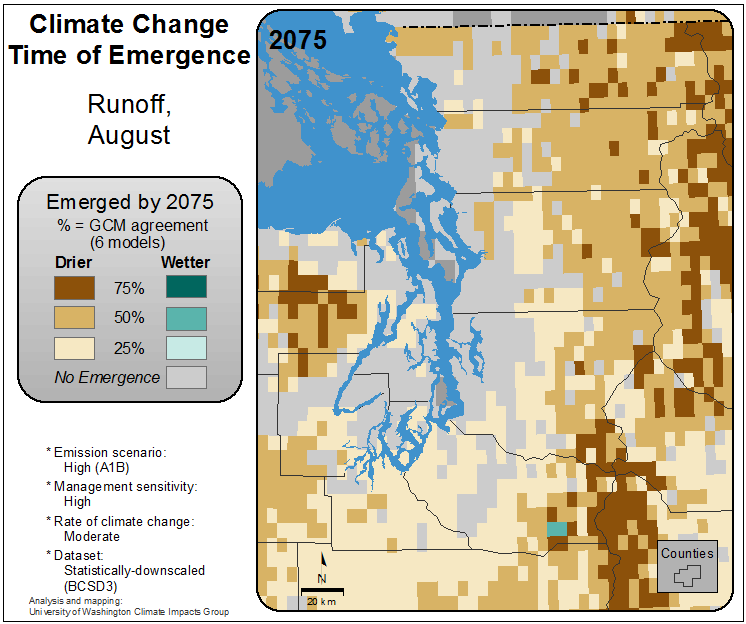 Climate Change
Time of Emergence
Runoff,
August
Emerged by 2075
% = GCM agreement
(6 models)
Drier Wetter
75%
50%
25%
No Emergence
* Emission scenario:
High (A1B)
* Management sensitivity:
High
* Rate of climate change:
Moderate
* Dataset:
Statistically-downscaled
(BCSD3)
Analysis and mapping:
University of Washington Climate Impacts Group
2075
N
20 km
Counties